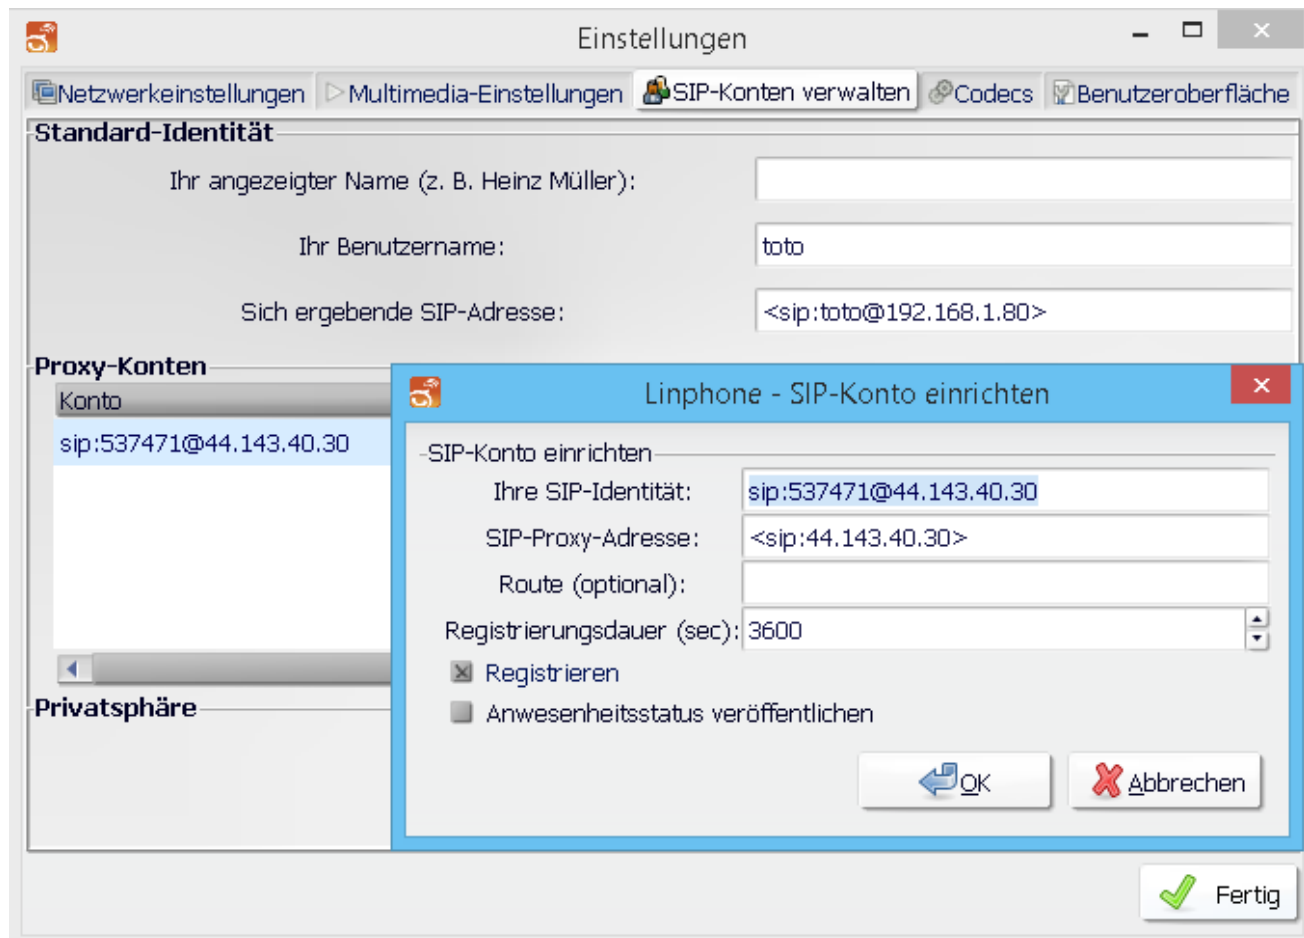 Einstellungen
Netzwerkeinstellungen Multimedia-Einstellungen SIP-Konten verwalten Codecs Benutzeroberfläche
Standard-Identität
Ihr angezeigter Name (z. B. Heinz Müller):
Ihr Benutzername: toto
Sich ergebende SIP-Adresse: <sip:toto@192.168.1.80>
Proxy-Konten
Konto
sip:537471@44.143.40.30
Privatsphäre
Linphone - SIP-Konto einrichten
SIP-Konto einrichten
Ihre SIP-Identität: sip:537471@44.143.40.30
SIP-Proxy-Adresse: <sip:44.143.40.30>
Route (optional):
Registrierungsdauer (sec): 3600
Registrieren
Anwesenheitsstatus veröffentlichen
OK Abbrechen
Fertig